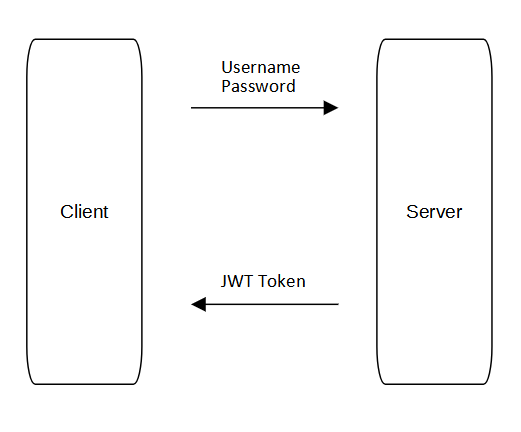 Username
Password
Client
Server
JWT Token